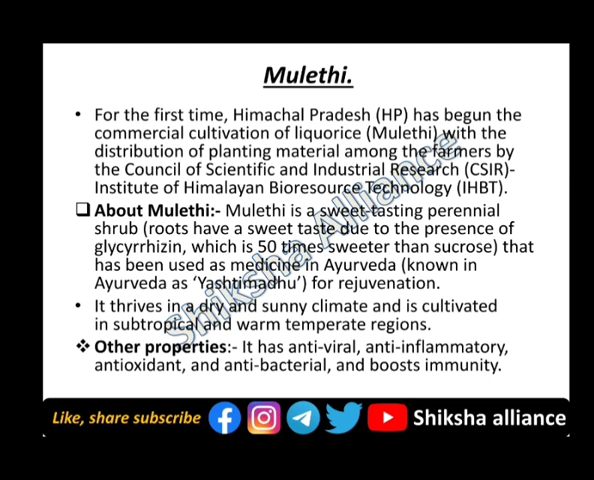 Mulethi.
• For the first time, Himachal Pradesh (HP) has begun the
commercial cultivation of liquorice (Mulethi) with the
distribution of planting material among the farmers by
the Council of Scientific and Industrial Research (CSIR)-
Institute of Himalayan Bioresource Technology (IHBT).
❑ About Mulethi:- Mulethi is a sweet-tasting perennial
shrub (roots have a sweet taste due to the presence of
glycyrrhizin, which is 50 times sweeter than sucrose) that
has been used as medicine in Ayurveda (known in
Ayurveda as ‘Yashtimadhu’) for rejuvenation.
• It thrives in a dry and sunny climate and is cultivated
in subtropical and warm temperate regions.
❖ Other properties:- It has anti-viral, anti-inflammatory,
antioxidant, and anti-bacterial, and boosts immunity.
Shiksha Alliance
Like, share subscribe Shiksha alliance